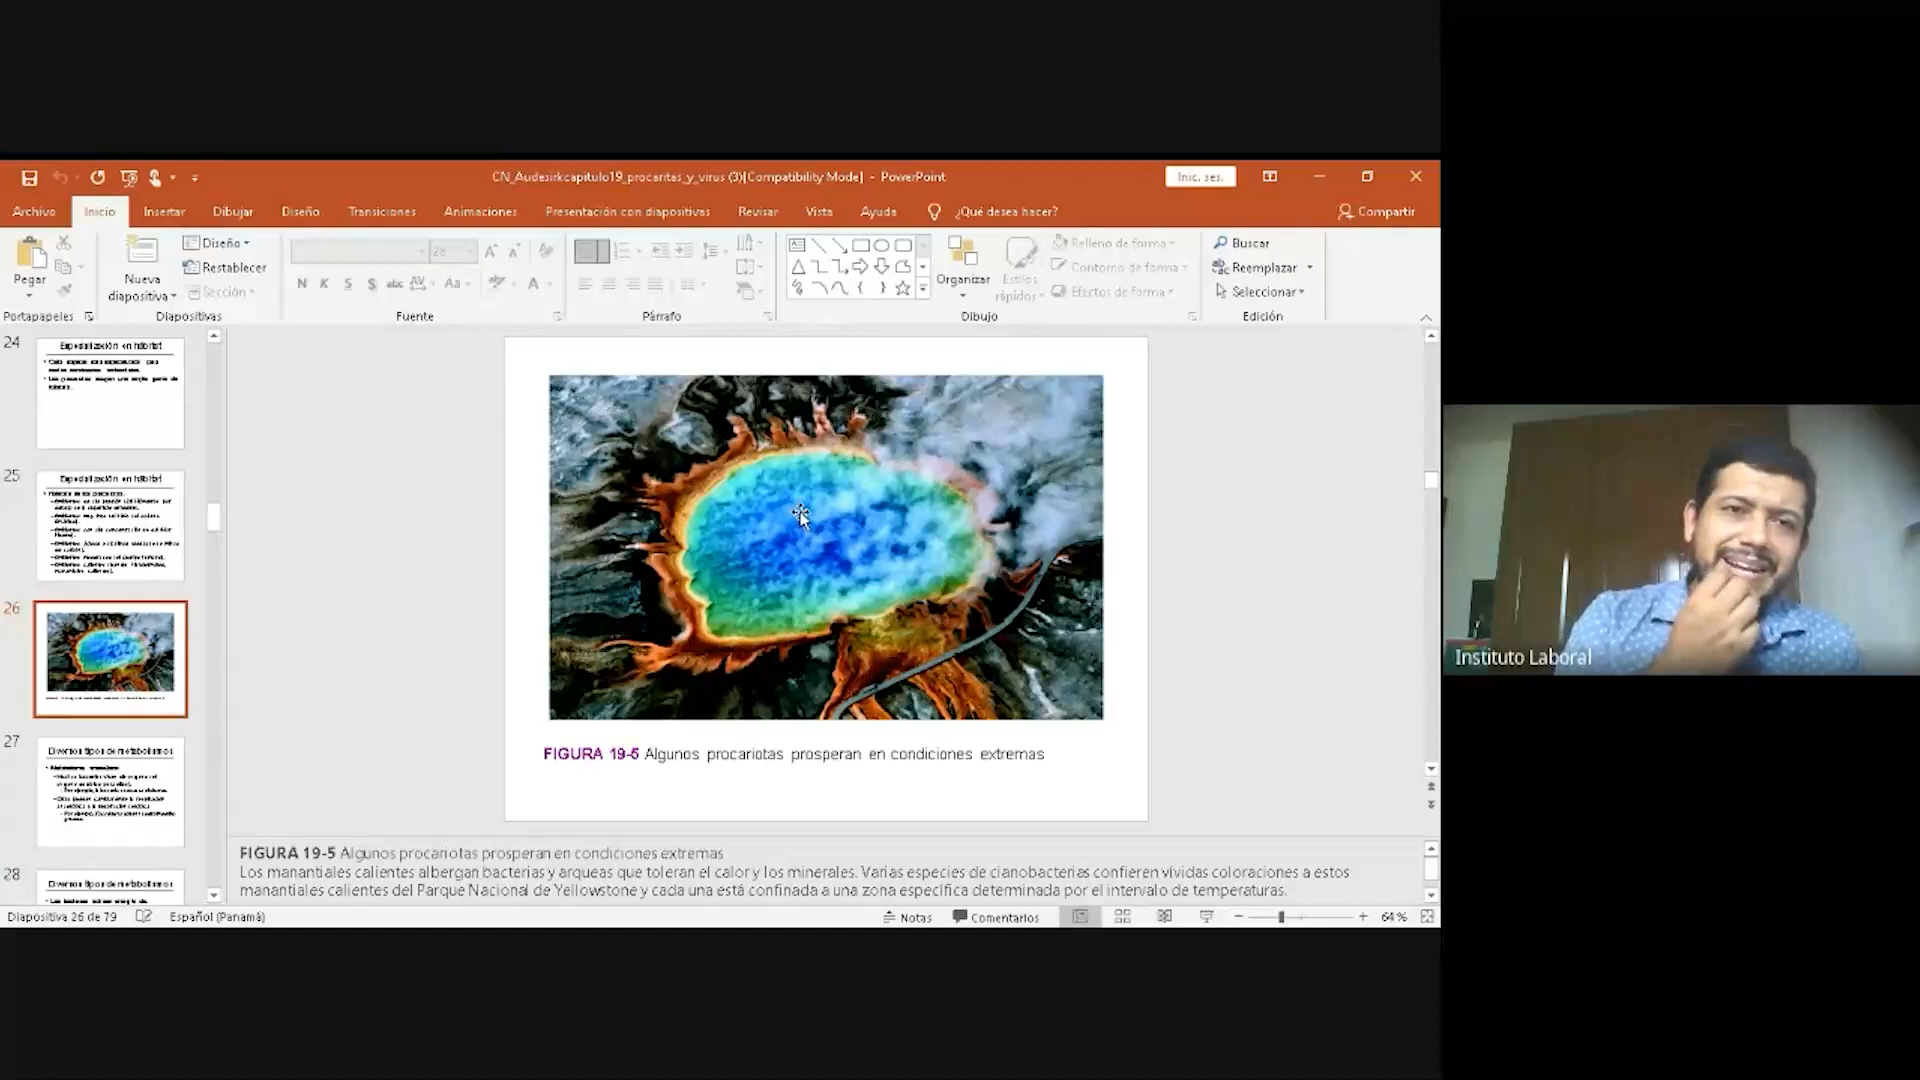 CN_Audesirkcapitulo19_procariotas_y_virus (3)[Compatibility Mode] - PowerPoint
Inic. ses.
Archivo Inicio Insertar Dibujar Diseño Transiciones Animaciones Presentación con diapositivas Revisar Vista Ayuda ¿Qué desea hacer? Compartir
Pegar
Nueva diapositiva
Diseño
Restablecer
Sección
28
N K S S abc AV Aa A
Organizar
Estilos rápidos
Relleno de forma
Contorno de forma
Efectos de forma
Buscar
Reemplazar
Seleccionar
Portapapeles Diapositivas Fuente Párrafo Dibujo Edición
24
Especialización en hábitat
25
Especialización en hábitat
26
27
Diversos tipos de metabolismos
28
Diversos tipos de metabolismos
FIGURA 19-5 Algunos procariotas prosperan en condiciones extremas
FIGURA 19-5 Algunos procariotas prosperan en condiciones extremas
Los manantiales calientes albergan bacterias y arqueas que toleran el calor y los minerales. Varias especies de cianobacterias confieren vívidas coloraciones a estos
manantiales calientes del Parque Nacional de Yellowstone y cada una está confinada a una zona específica determinada por el intervalo de temperaturas.
Diapositiva 26 de 79 Español (Panamá) Notas Comentarios 64 %
Instituto Laboral